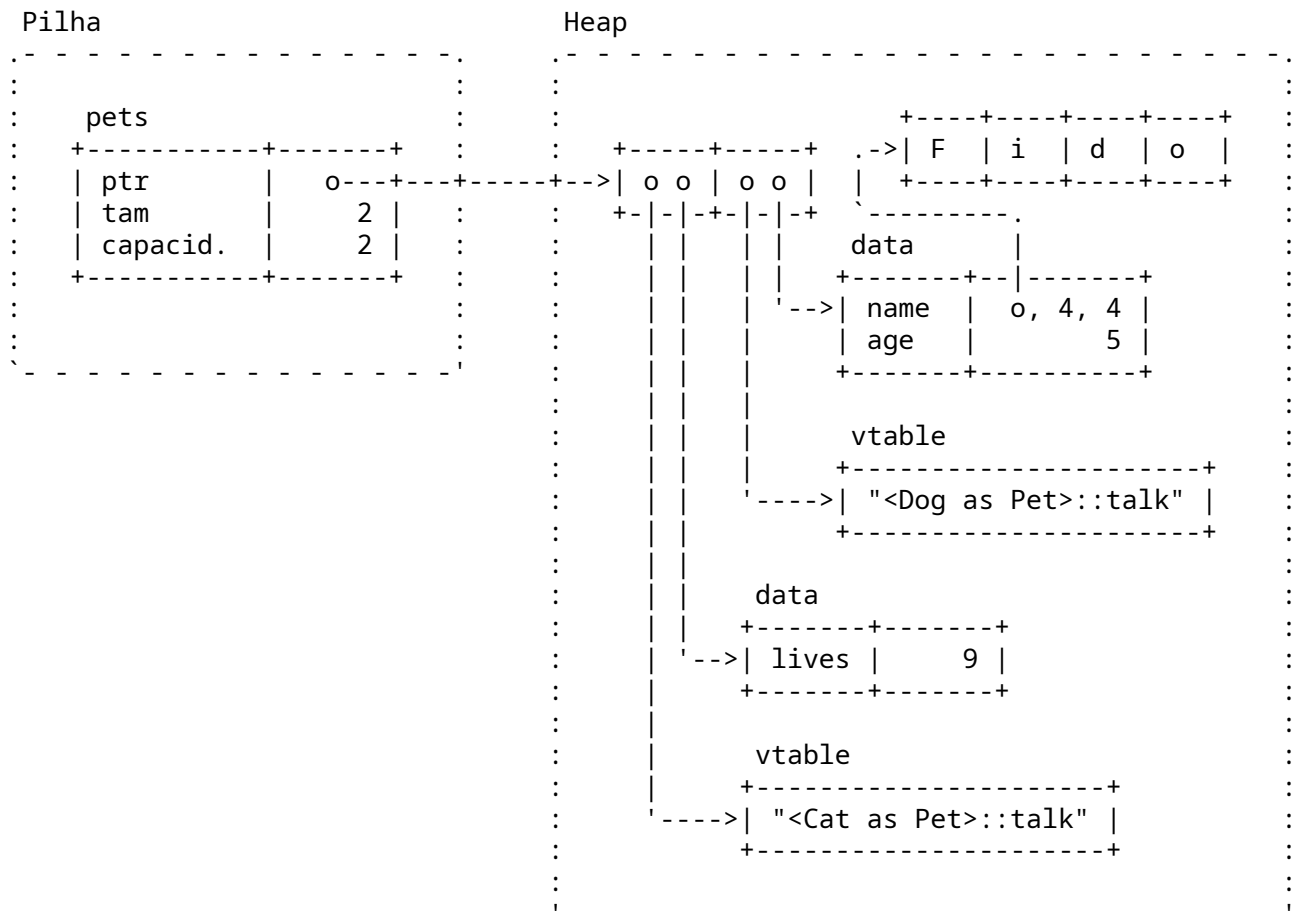 Pilha Heap
pets
F i d o
ptr o o o o o
tam 2
capacid. 2 data
name o, 4, 4
age 5
vtable
"<Dog as Pet>::talk"
data
lives 9
vtable
"<Cat as Pet>::talk"